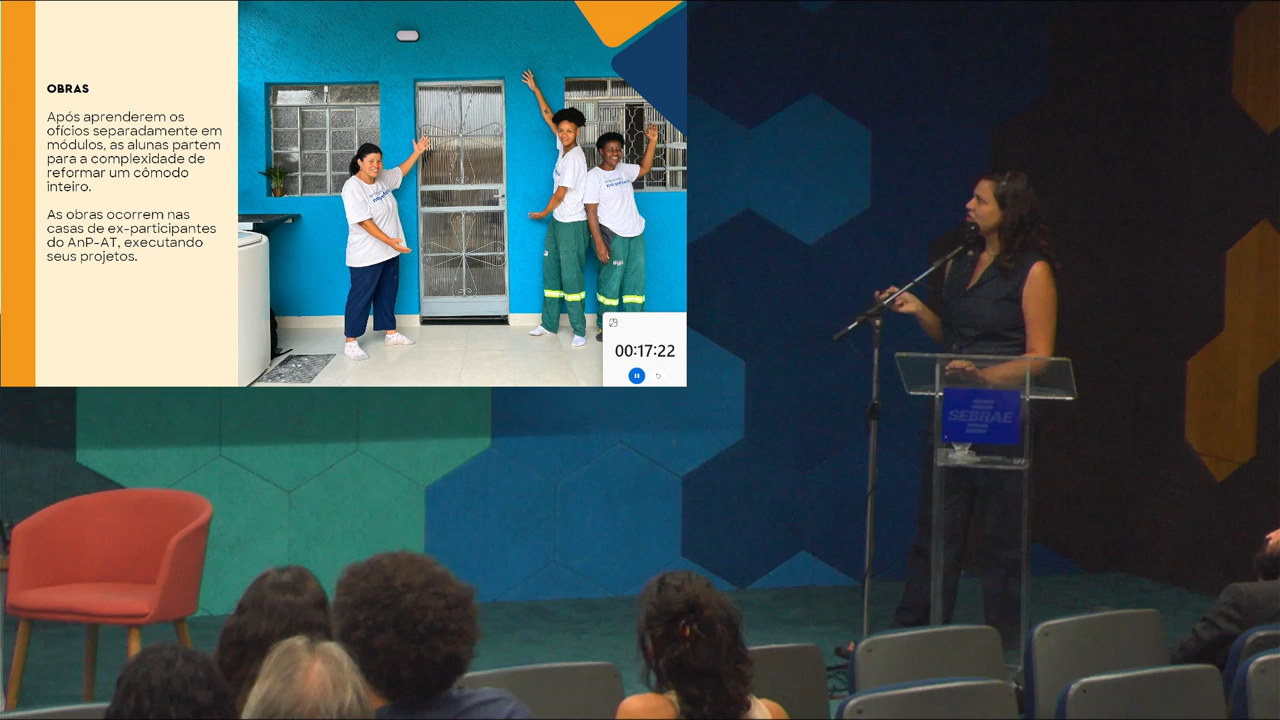 OBRAS
Após aprenderem os
ofícios separadamente em
módulos, as alunas partem
para a complexidade de
reformar um cômodo
inteiro.
As obras ocorrem nas
casas de ex-participantes
do AnP-AT, executando
seus projetos.
00:17:22
SEBRAE